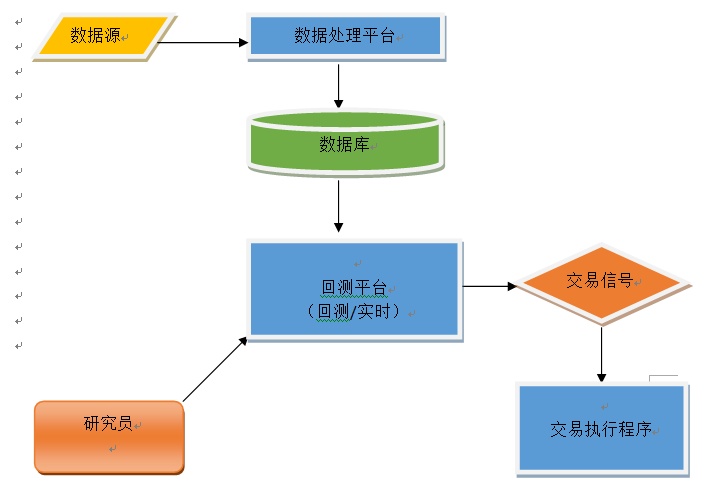 数据源
数据处理平台
数据库
回测平台
（回测/实时）
交易信号
研究员
交易执行程序